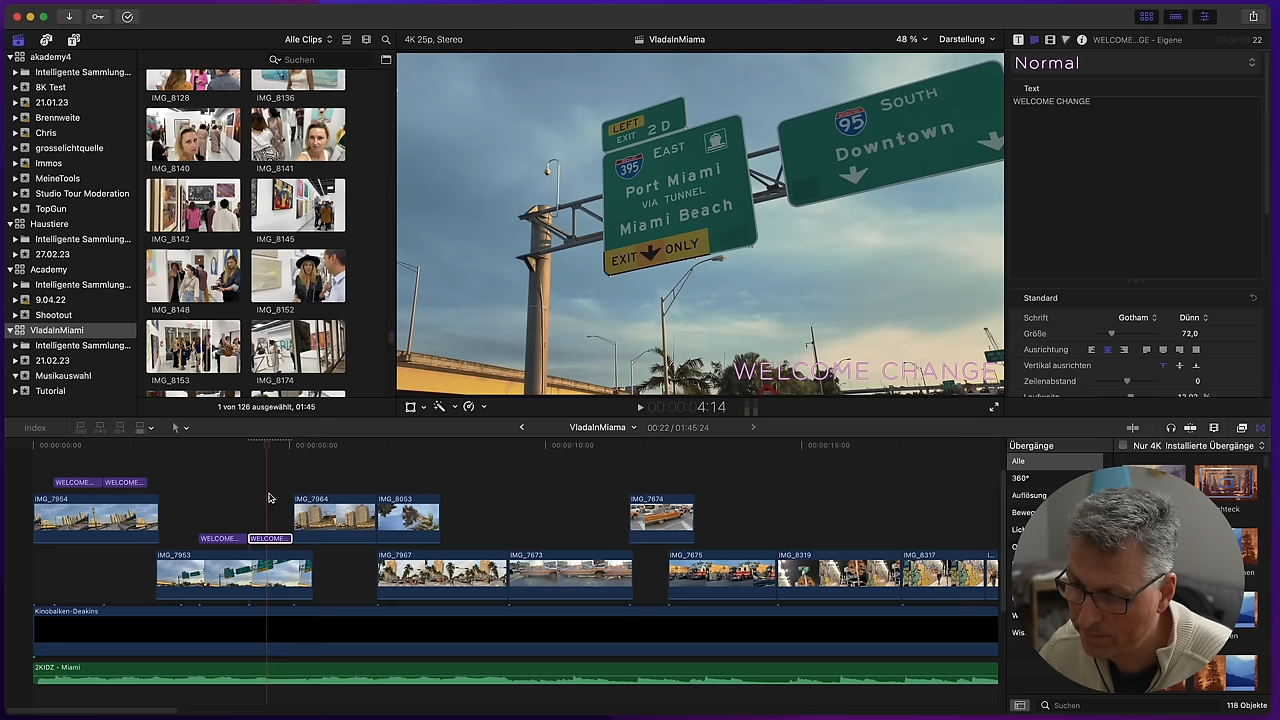 Alle Clips
4K 25p, Stereo
VladaInMiama
48 %
Darstellung
WELCOME...GE - Eigene
00:00:00:22
akademy4
Intelligente Sammlung...
8K Test
21.01.23
Brennweite
Chris
grosselichtquelle
Immos
MeineTools
Studio Tour Moderation
TopGun
Haustiere
Intelligente Sammlung...
27.02.23
Academy
Intelligente Sammlung...
9.04.22
Shootout
VladaInMiami
Intelligente Sammlung...
21.02.23
Musikauswahl
Tutorial
Suchen
IMG_8128
IMG_8136
IMG_8140
IMG_8141
IMG_8142
IMG_8145
IMG_8148
IMG_8152
IMG_8153
IMG_8174
1 von 126 ausgewählt, 01:45
LEFT
EXIT 2 D
395
EAST
Port Miami
VIA TUNNEL
Miami Beach
EXIT ONLY
95
SOUTH
Downtown
WELCOME CHANGE
00:00:04:14
Normal
Text
WELCOME CHANGE
Standard
Schrift
Gotham
Dünn
Größe
72,0
Ausrichtung
Vertikal ausrichten
Zeilenabstand
0
Index
VladaInMiama
00:22 / 01:45:24
00:00:00:00
00:00:05:00
00:00:10:00
00:00:15:00
WELCOME...
WELCOME...
IMG_7954
IMG_7964
IMG_8053
IMG_7674
WELCOME...
WELCOME...
IMG_7953
IMG_7967
IMG_7673
IMG_7675
IMG_8319
IMG_8317
I...
Kinobalken-Deakins
2KIDZ - Miami
Übergänge
Nur 4K
Installierte Übergänge
Alle
360°
Auflösung
Suchen
118 Objekte